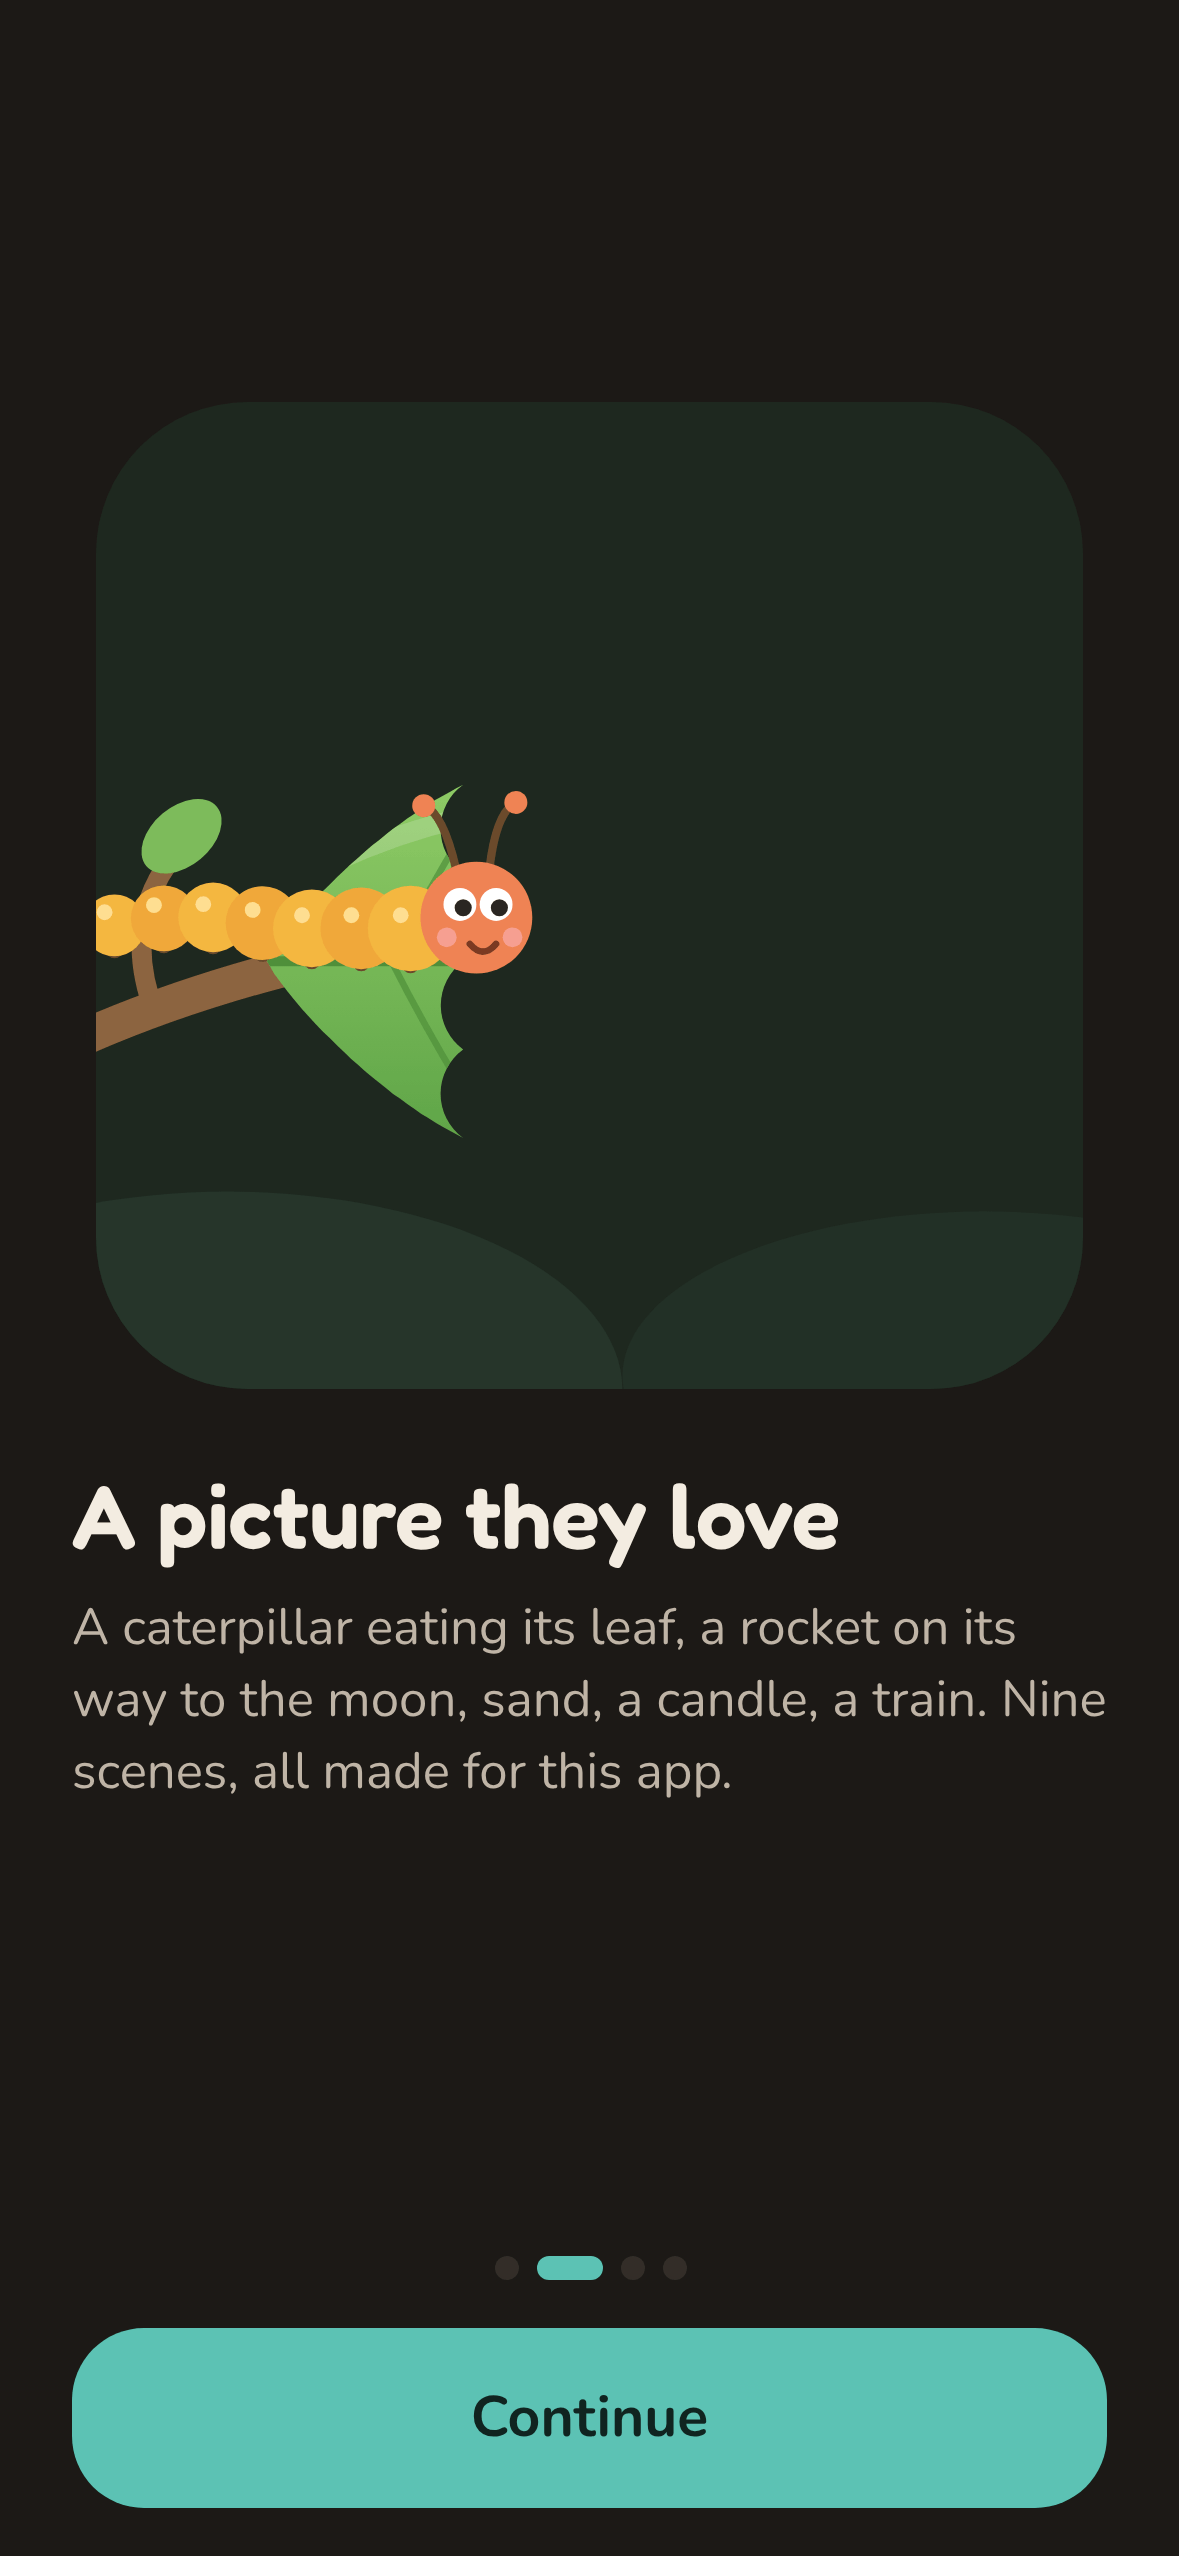 A picture they love
A caterpillar eating its leaf, a rocket on its
way to the moon, sand, a candle, a train. Nine
scenes, all made for this app.
Continue